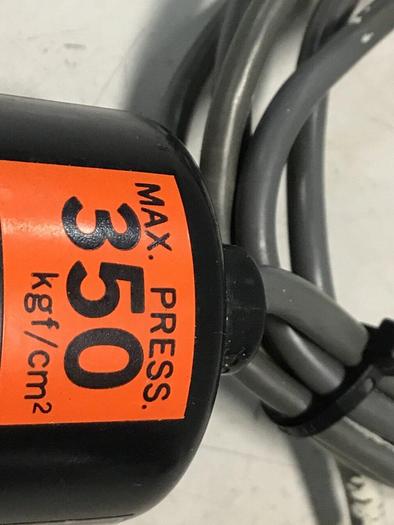 MAX. PRESS.
350
kgf/cm²